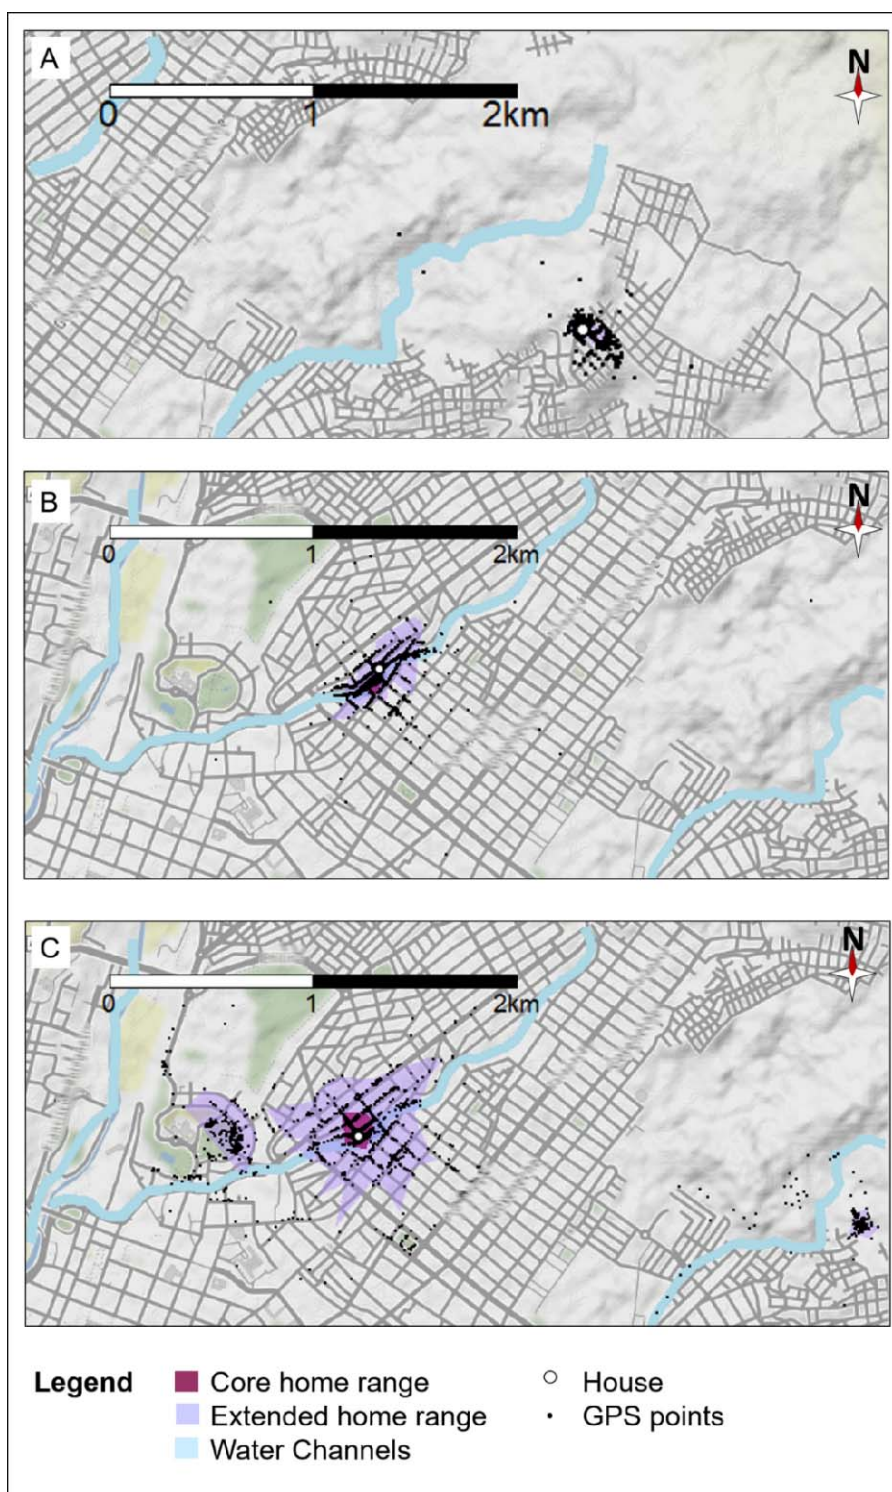 A
N
0 1 2km
B
N
0 1 2km
C
N
0 1 2km
Legend
Core home range
House
Extended home range
GPS points
Water Channels